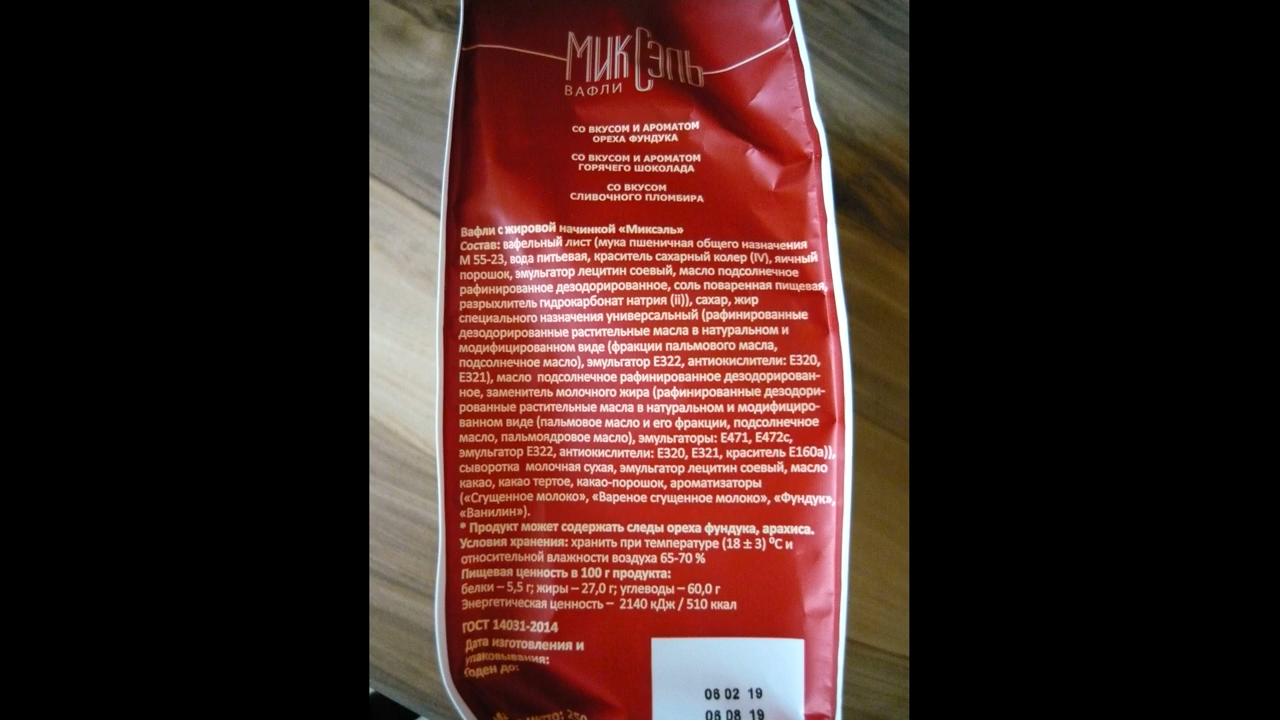 МикСэль
ВАФЛИ
СО ВКУСОМ И АРОМАТОМ
ОРЕХА ФУНДУКА
СО ВКУСОМ И АРОМАТОМ
ГОРЯЧЕГО ШОКОЛАДА
СО ВКУСОМ
СЛИВОЧНОГО ПЛОМБИРА
Вафли с жировой начинкой «Миксэль»
Состав: вафельный лист (мука пшеничная общего назначения
М 55-23, вода питьевая, краситель сахарный колер (IV), яичный
порошок, эмульгатор лецитин соевый, масло подсолнечное
рафинированное дезодорированное, соль поваренная пищевая,
разрыхлитель гидрокарбонат натрия (ii)), сахар, жир
специального назначения универсальный (рафинированные
дезодорированные растительные масла в натуральном и
модифицированном виде (фракции пальмового масла,
подсолнечное масло), эмульгатор Е322, антиокислители: Е320,
Е321), масло подсолнечное рафинированное дезодорирован-
ное, заменитель молочного жира (рафинированные дезодори-
рованные растительные масла в натуральном и модифициро-
ванном виде (пальмовое масло и его фракции, подсолнечное
масло, пальмоядровое масло), эмульгаторы: Е471, Е472с,
эмульгатор Е322, антиокислители: Е320, Е321, краситель Е160а)),
сыворотка молочная сухая, эмульгатор лецитин соевый, масло
какао, какао тертое, какао-порошок, ароматизаторы
(«Сгущенное молоко», «Вареное сгущенное молоко», «Фундук»,
«Ванилин»).
* Продукт может содержать следы ореха фундука, арахиса.
Условия хранения: хранить при температуре (18 ± 3) ⁰С и
относительной влажности воздуха 65-70 %
Пищевая ценность в 100 г продукта:
белки – 5,5 г; жиры – 27,0 г; углеводы – 60,0 г
Энергетическая ценность – 2140 кДж / 510 ккал
ГОСТ 14031-2014
Дата изготовления и
упаковывания:
Годен до:
06 02 19
06 08 19